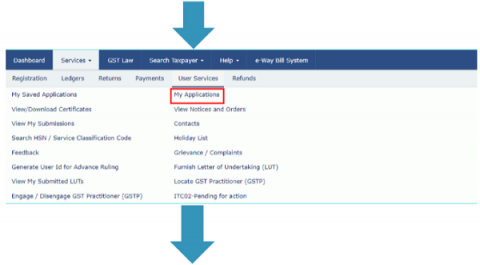 Dashboard Services GST Law Search Taxpayer Help e-Way Bill System
Registration Ledgers Returns Payments User Services Refunds
My Saved Applications My Applications
View/Download Certificates View Notices and Orders
View My Submissions Contacts
Search HSN / Service Classification Code Holiday List
Feedback Grievance / Complaints
Generate User Id for Advance Ruling Furnish Letter of Undertaking (LUT)
View My Submitted LUTs Locate GST Practitioner (GSTP)
Engage / Disengage GST Practitioner (GSTP) ITC02-Pending for action